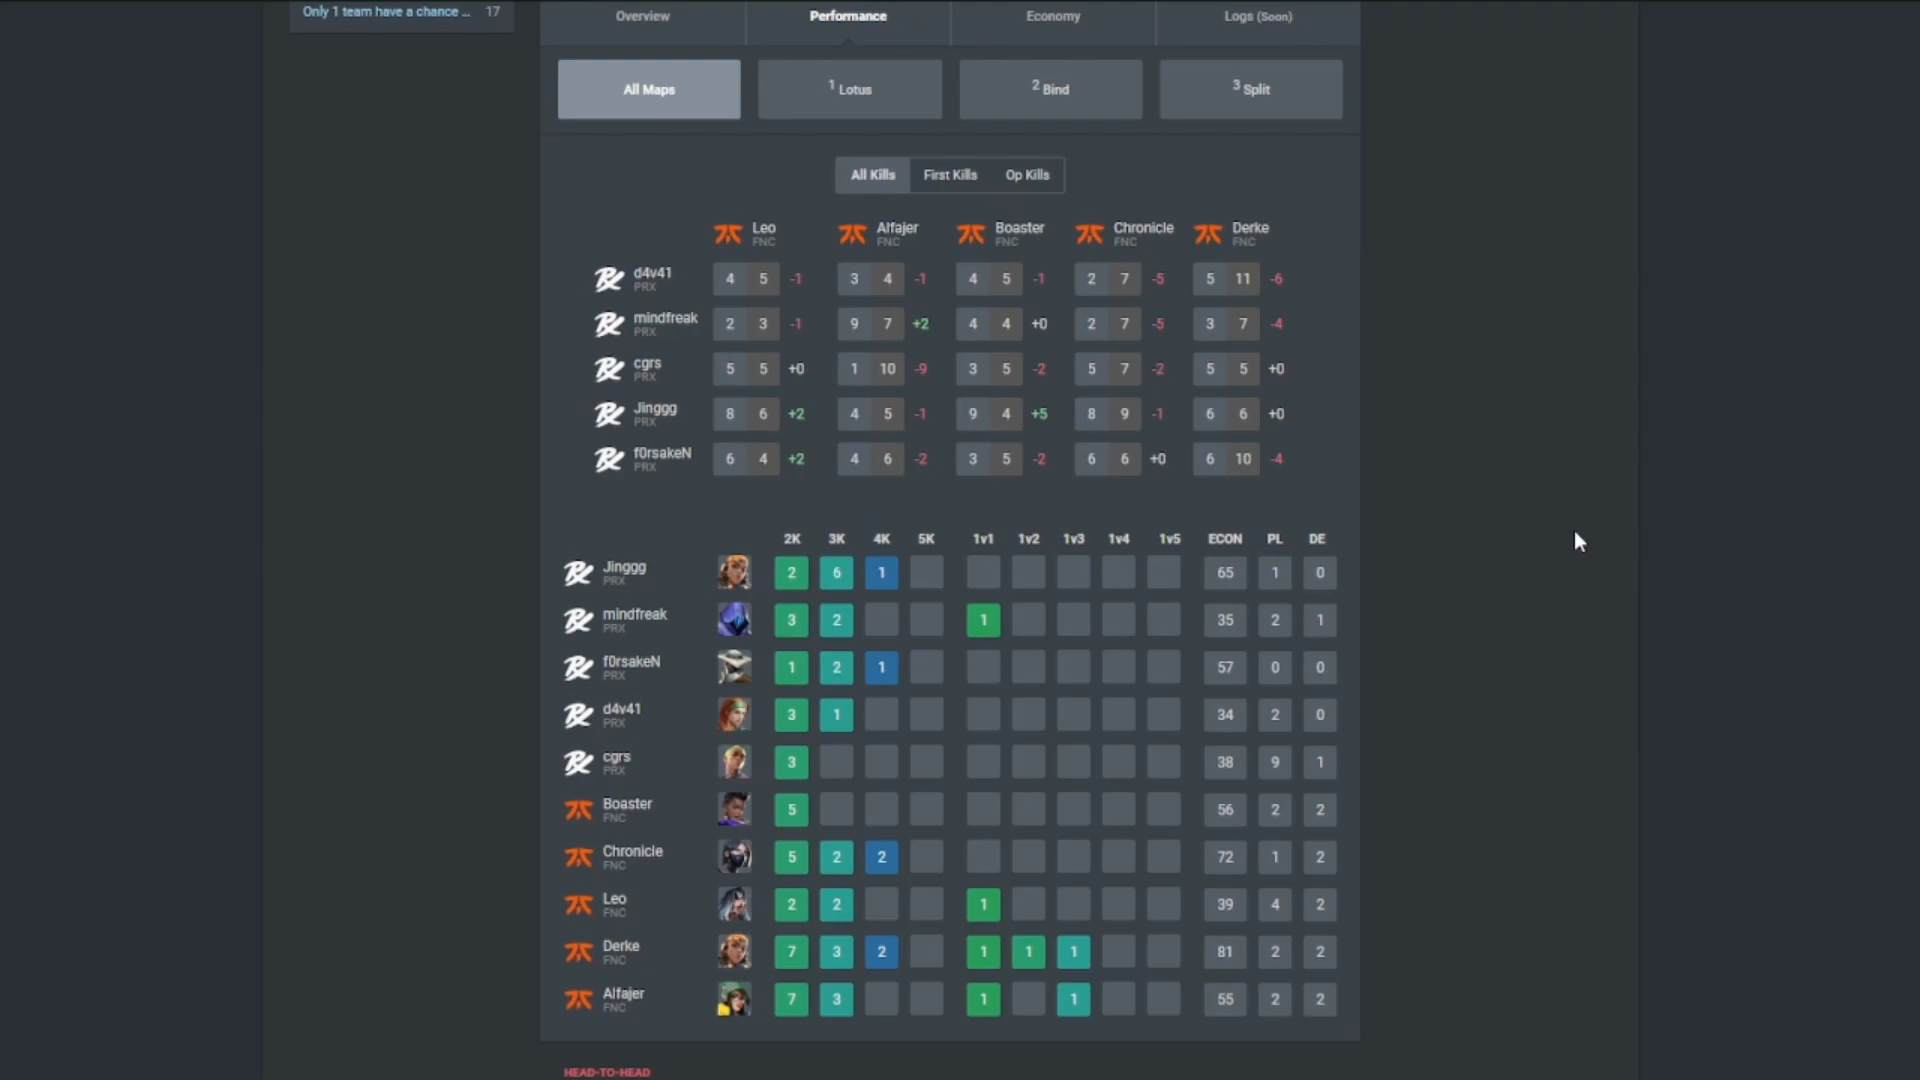 Only 1 team have a chance ... 17
Overview Performance Economy Logs (Soon)
All Maps 1 Lotus 2 Bind 3 Split
All Kills First Kills Op Kills
Leo Alfajer Boaster Chronicle Derke
FNC FNC FNC FNC FNC
d4v41 4 5 -1 3 4 -1 4 5 -1 2 7 -5 5 11 -6
PRX
mindfreak 2 3 -1 9 7 +2 4 4 +0 2 7 -5 3 7 -4
PRX
cgrs 5 5 +0 1 10 -9 3 5 -2 5 7 -2 5 5 +0
PRX
Jinggg 8 6 +2 4 5 -1 9 4 +5 8 9 -1 6 6 +0
PRX
f0rsakeN 6 4 +2 4 6 -2 3 5 -2 6 6 +0 6 10 -4
PRX
2K 3K 4K 5K 1v1 1v2 1v3 1v4 1v5 ECON PL DE
Jinggg 2 6 1 65 1 0
PRX
mindfreak 3 2 1 35 2 1
PRX
f0rsakeN 1 2 1 57 0 0
PRX
d4v41 3 1 34 2 0
PRX
cgrs 3 38 9 1
PRX
Boaster 5 56 2 2
FNC
Chronicle 5 2 2 72 1 2
FNC
Leo 2 2 1 39 4 2
FNC
Derke 7 3 2 1 1 1 81 2 2
FNC
Alfajer 7 3 1 1 55 2 2
FNC
HEAD-TO-HEAD